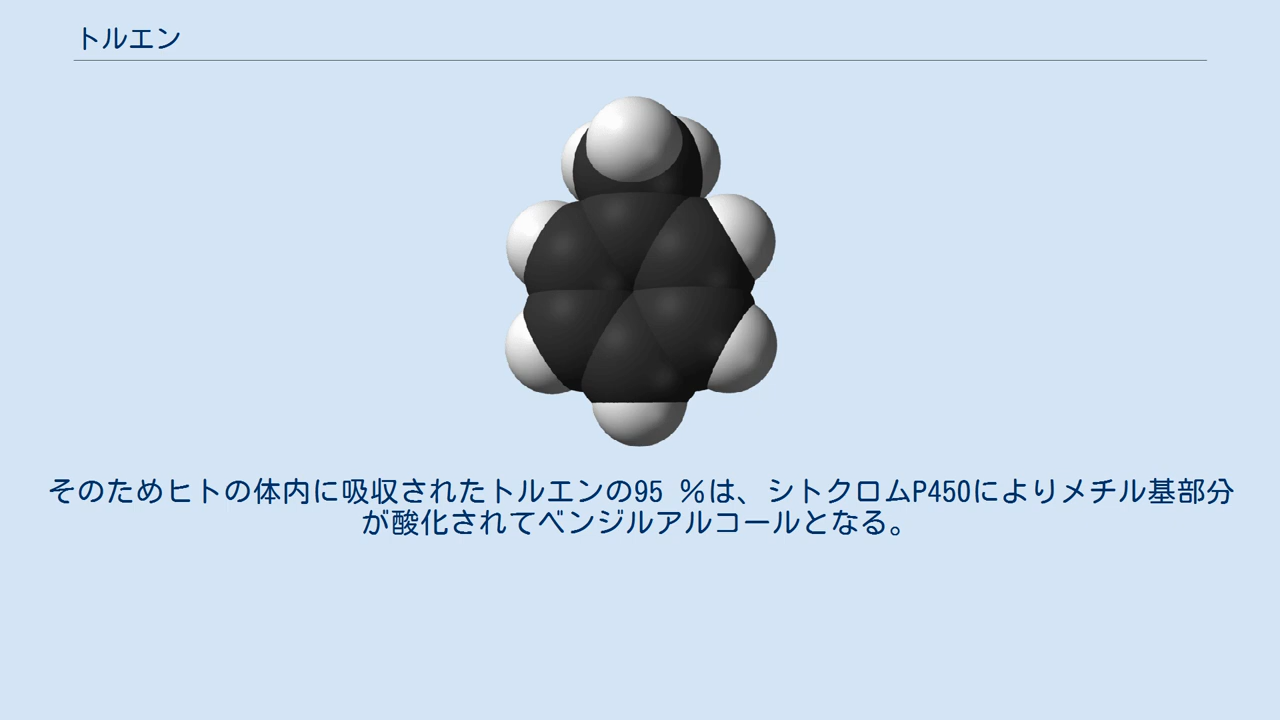 トルエン
そのためヒトの体内に吸収されたトルエンの95 %は、シトクロムP450によりメチル基部分
が酸化されてベンジルアルコールとなる。